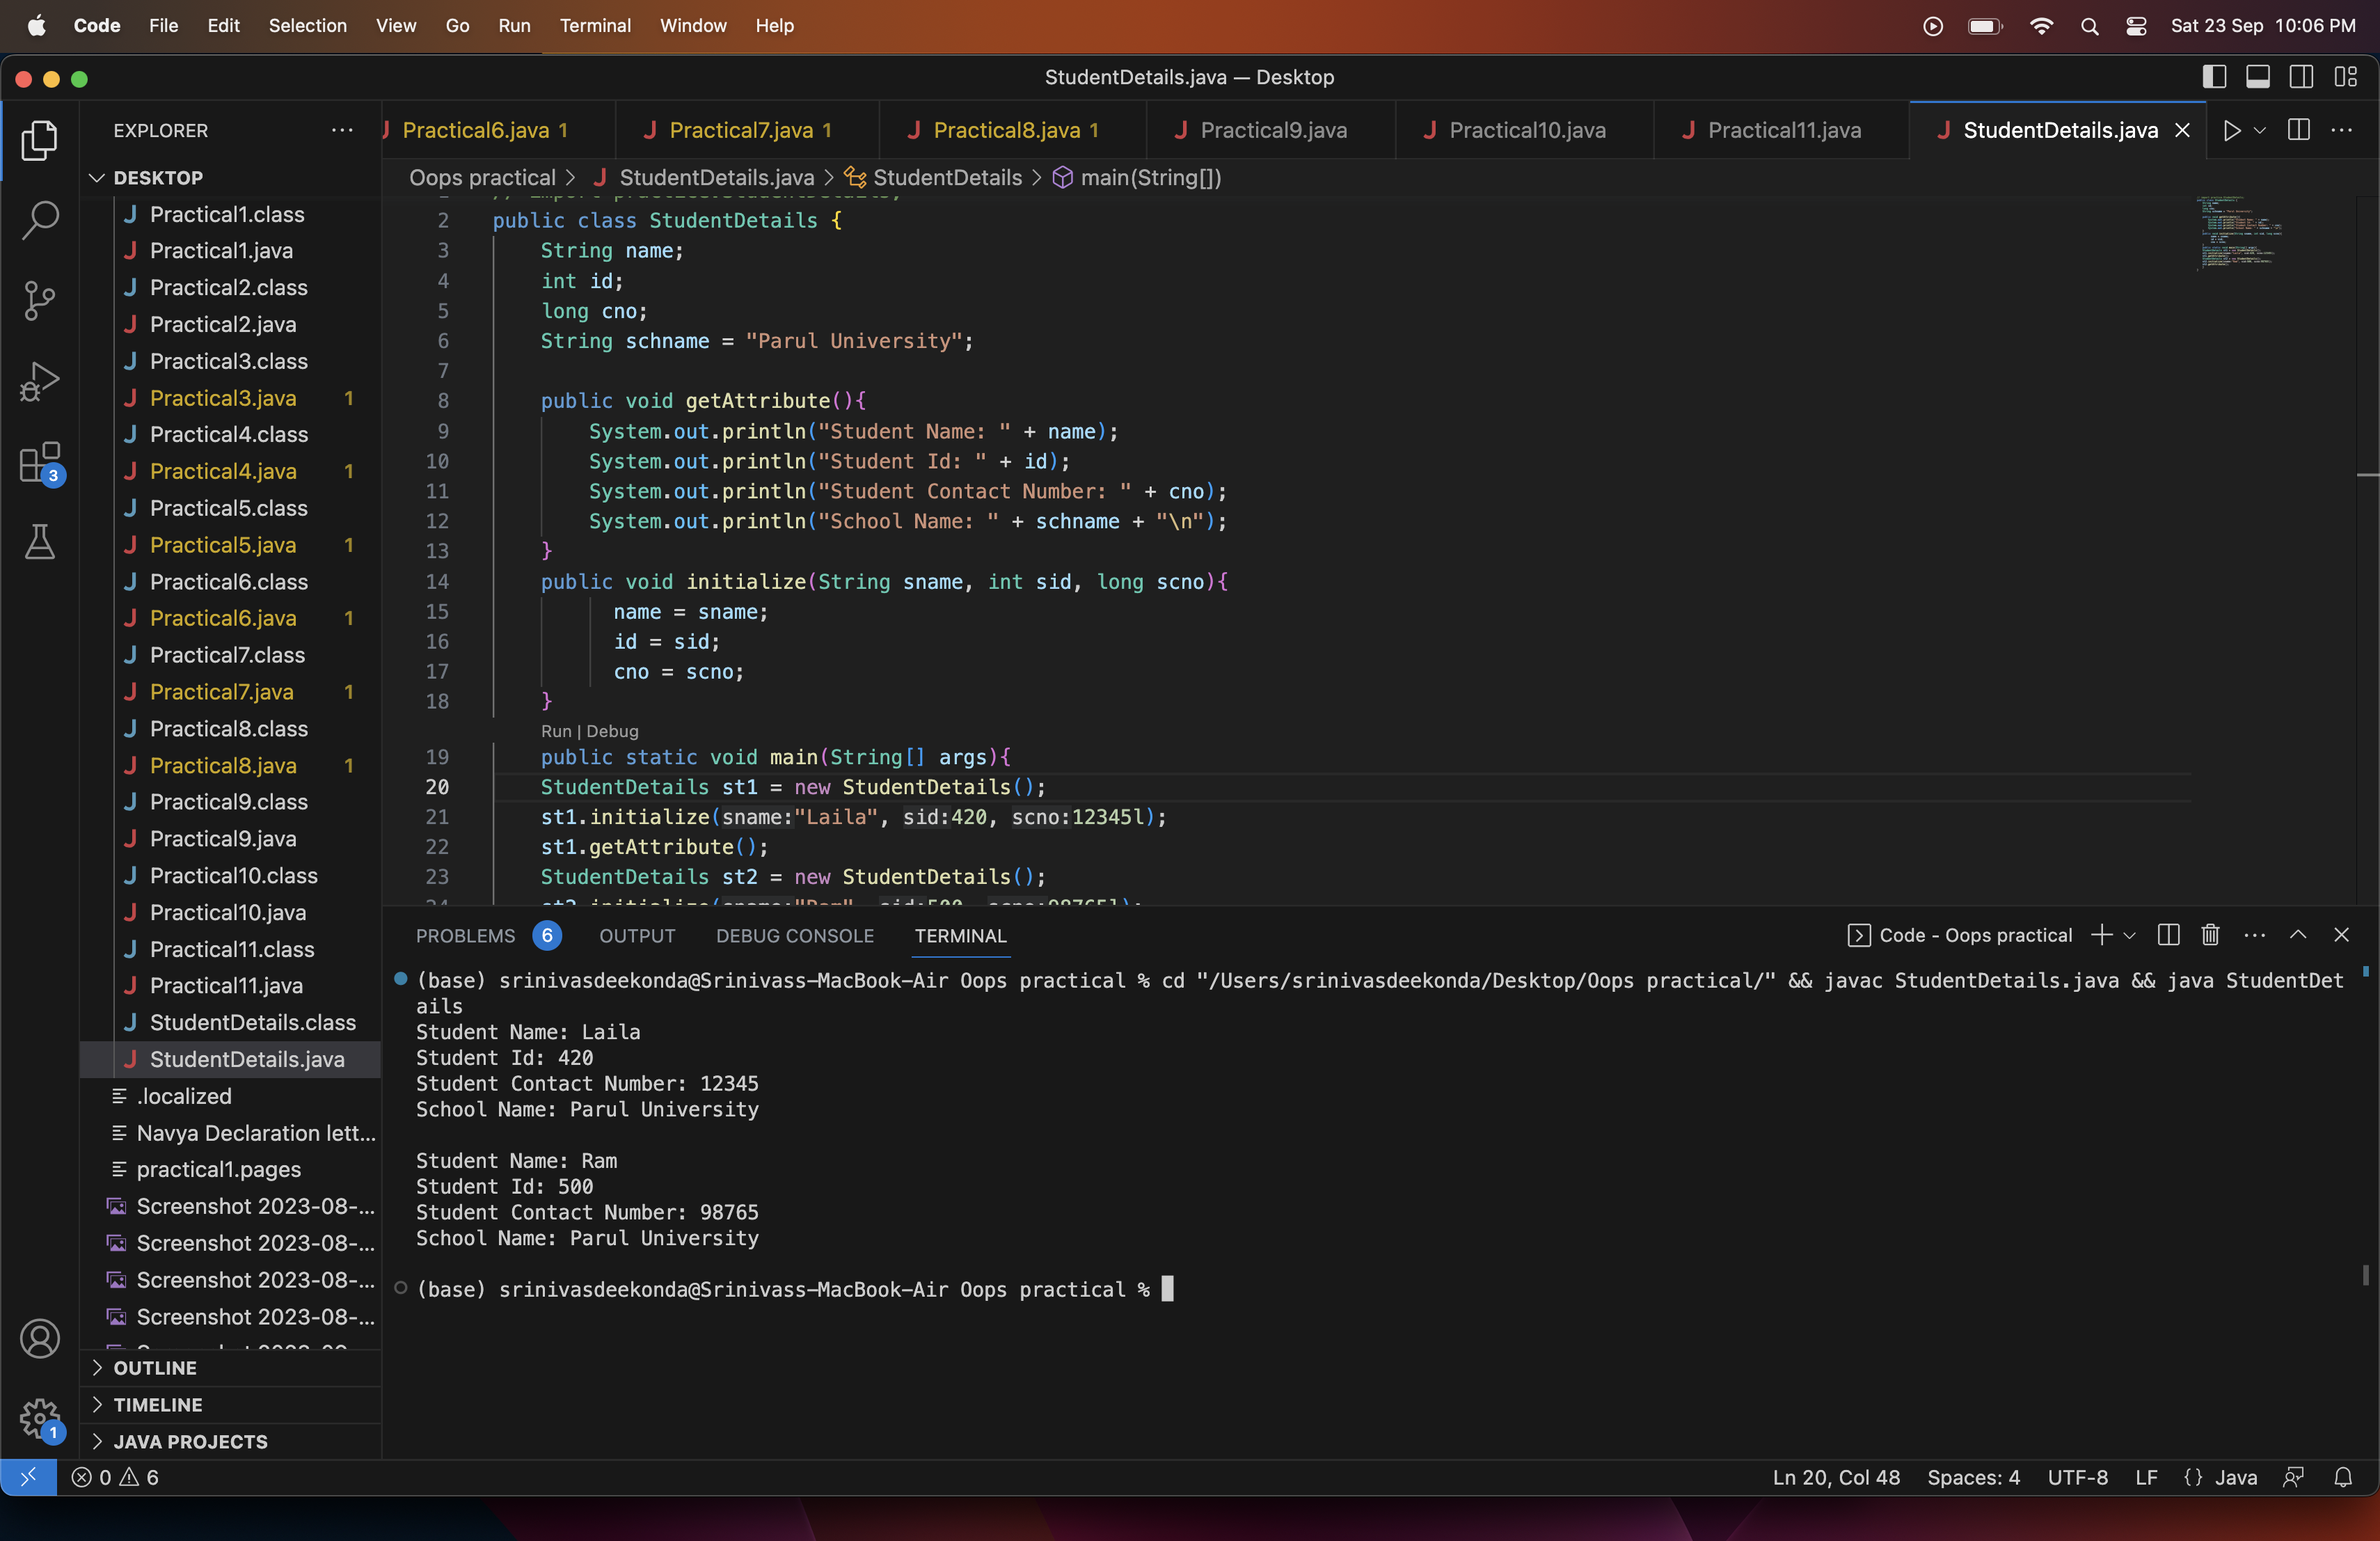 Code File Edit Selection View Go Run Terminal Window Help Sat 23 Sep 10:06 PM
StudentDetails.java — Desktop
EXPLORER
Practical6.java 1 Practical7.java 1 Practical8.java 1 Practical9.java Practical10.java Practical11.java StudentDetails.java
DESKTOP
Oops practical > StudentDetails.java > StudentDetails > main(String[])
Practical1.class
Practical1.java
Practical2.class
Practical2.java
Practical3.class
Practical3.java 1
Practical4.class
Practical4.java 1
Practical5.class
Practical5.java 1
Practical6.class
Practical6.java 1
Practical7.class
Practical7.java 1
Practical8.class
Practical8.java 1
Practical9.class
Practical9.java
Practical10.class
Practical10.java
Practical11.class
Practical11.java
StudentDetails.class
StudentDetails.java
.localized
Navya Declaration lett...
practical1.pages
Screenshot 2023-08-...
Screenshot 2023-08-...
Screenshot 2023-08-...
Screenshot 2023-08-...
OUTLINE
TIMELINE
JAVA PROJECTS
3
1
2 public class StudentDetails {
3 String name;
4 int id;
5 long cno;
6 String schname = "Parul University";
7
8 public void getAttribute(){
9 System.out.println("Student Name: " + name);
10 System.out.println("Student Id: " + id);
11 System.out.println("Student Contact Number: " + cno);
12 System.out.println("School Name: " + schname + "\n");
13 }
14 public void initialize(String sname, int sid, long scno){
15 name = sname;
16 id = sid;
17 cno = scno;
18 }
Run | Debug
19 public static void main(String[] args){
20 StudentDetails st1 = new StudentDetails();
21 st1.initialize(sname:"Laila", sid:420, scno:12345l);
22 st1.getAttribute();
23 StudentDetails st2 = new StudentDetails();
PROBLEMS 6 OUTPUT DEBUG CONSOLE TERMINAL Code - Oops practical
(base) srinivasdeekonda@Srinivass-MacBook-Air Oops practical % cd "/Users/srinivasdeekonda/Desktop/Oops practical/" && javac StudentDetails.java && java StudentDet
ails
Student Name: Laila
Student Id: 420
Student Contact Number: 12345
School Name: Parul University
Student Name: Ram
Student Id: 500
Student Contact Number: 98765
School Name: Parul University
(base) srinivasdeekonda@Srinivass-MacBook-Air Oops practical %
0 6 Ln 20, Col 48 Spaces: 4 UTF-8 LF {} Java